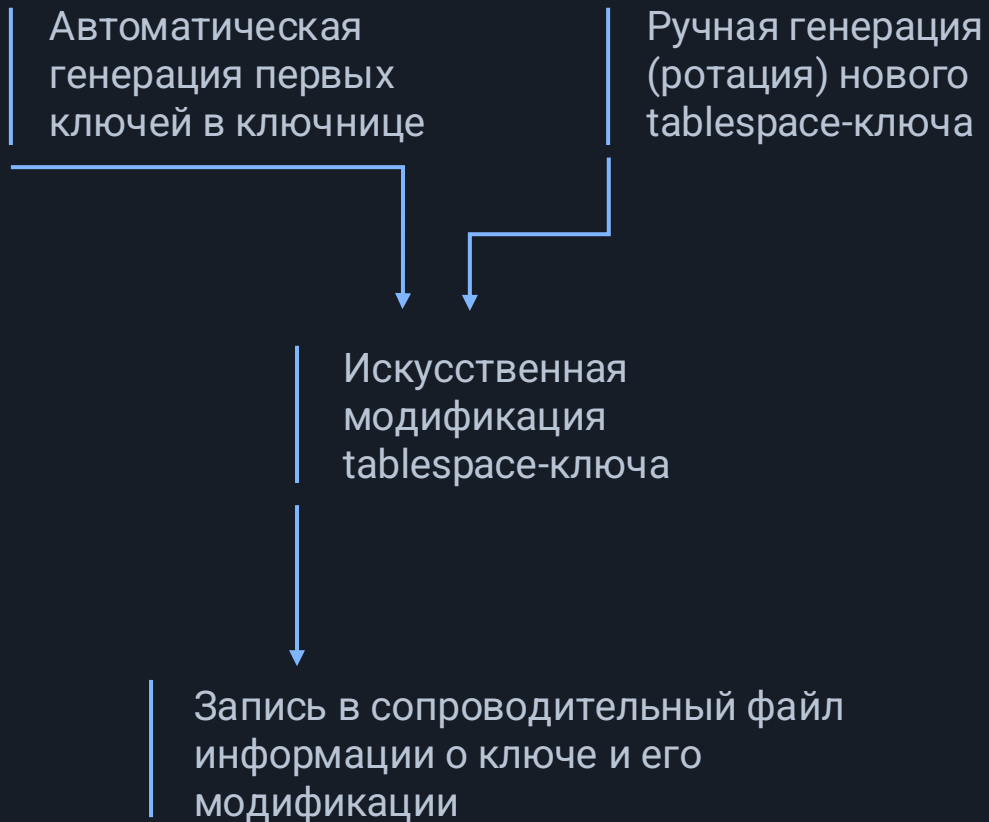 Автоматическая
генерация первых
ключей в ключнице
Ручная генерация
(ротация) нового
tablespace-ключа
Искусственная
модификация
tablespace-ключа
Запись в сопроводительный файл
информации о ключе и его
модификации